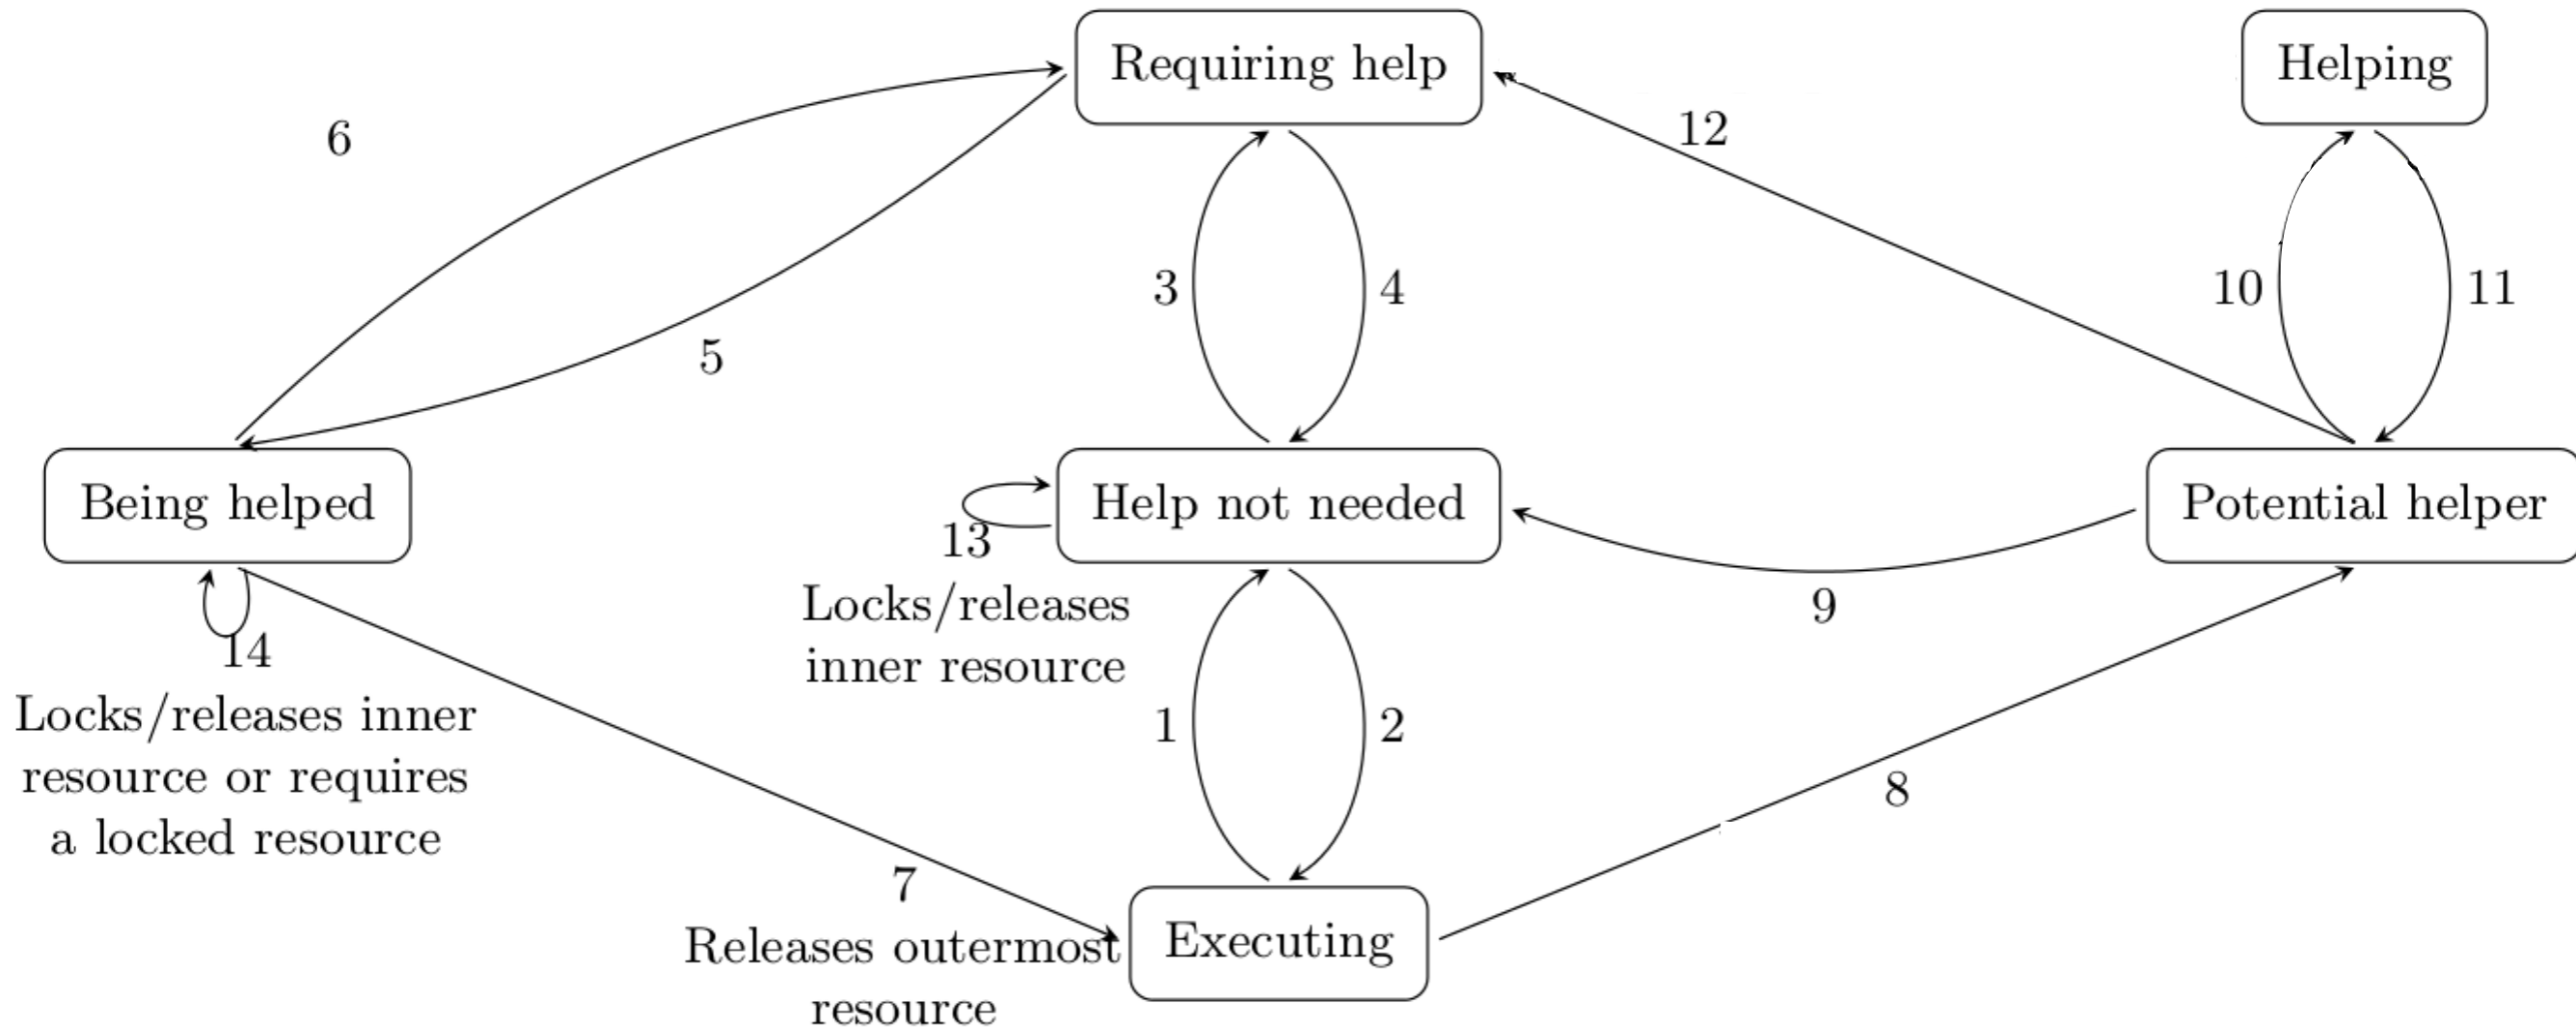 Requiring help
Helping
6
12
3
4
10
11
5
Being helped
Help not needed
Potential helper
13
Locks/releases
inner resource
9
14
Locks/releases inner
resource or requires
a locked resource
1
2
8
7
Releases outermost
resource
Executing